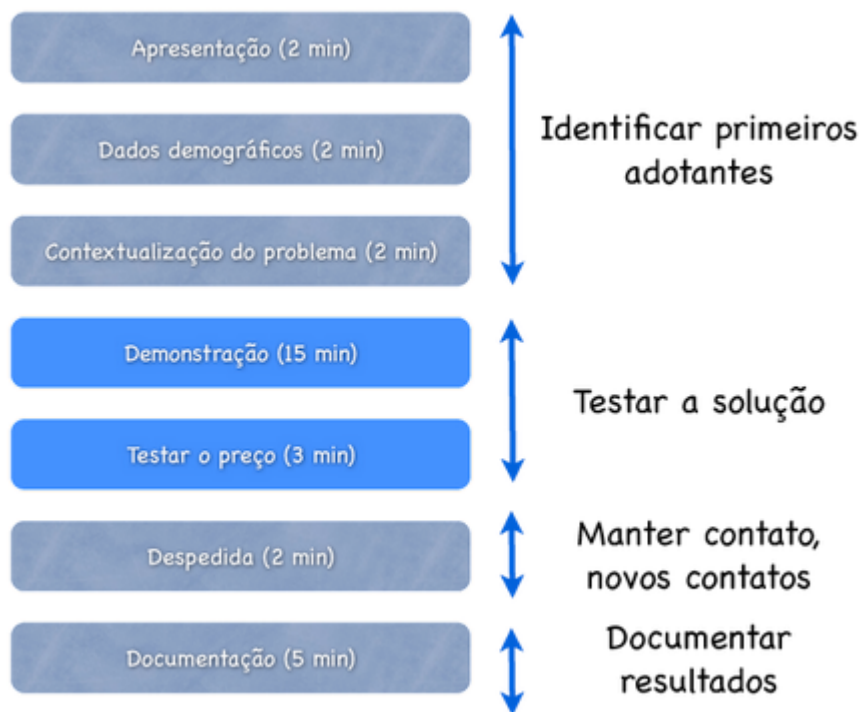 Apresentação (2 min)
Dados demográficos (2 min)
Contextualização do problema (2 min)
Identificar primeiros
adotantes
Demonstração (15 min)
Testar o preço (3 min)
Testar a solução
Despedida (2 min)
Manter contato,
novos contatos
Documentação (5 min)
Documentar
resultados